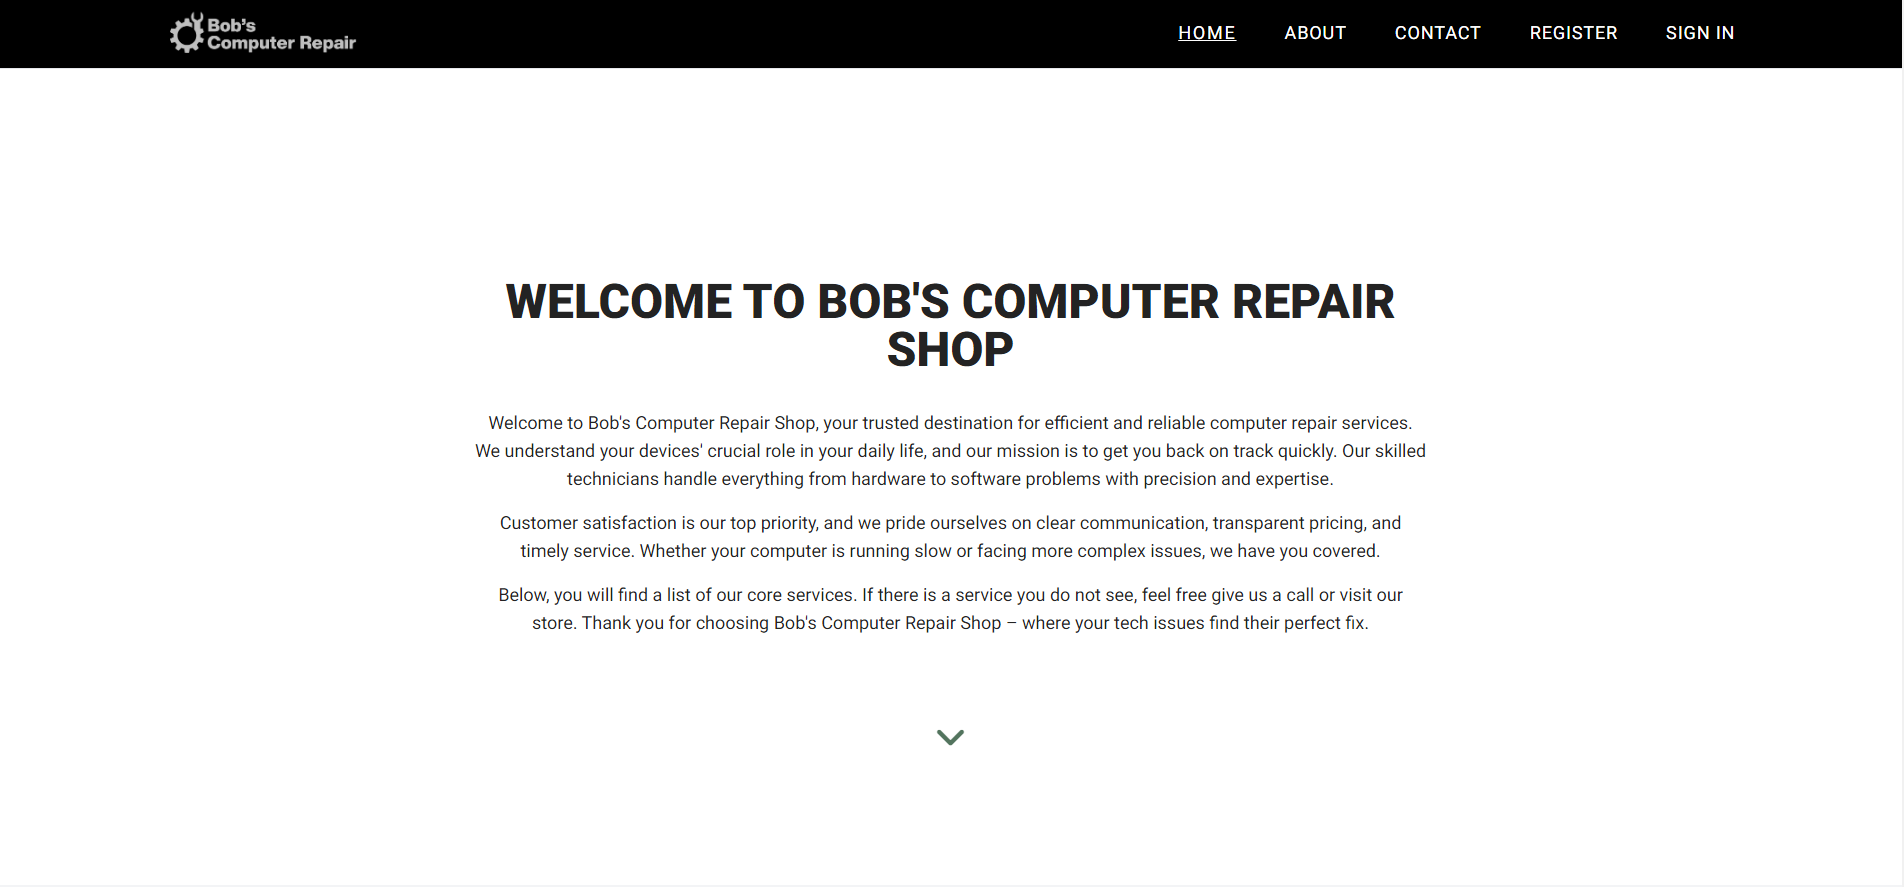 Bob's
Computer Repair
HOME ABOUT CONTACT REGISTER SIGN IN
WELCOME TO BOB'S COMPUTER REPAIR
SHOP
Welcome to Bob's Computer Repair Shop, your trusted destination for efficient and reliable computer repair services.
We understand your devices' crucial role in your daily life, and our mission is to get you back on track quickly. Our skilled
technicians handle everything from hardware to software problems with precision and expertise.
Customer satisfaction is our top priority, and we pride ourselves on clear communication, transparent pricing, and
timely service. Whether your computer is running slow or facing more complex issues, we have you covered.
Below, you will find a list of our core services. If there is a service you do not see, feel free give us a call or visit our
store. Thank you for choosing Bob's Computer Repair Shop – where your tech issues find their perfect fix.